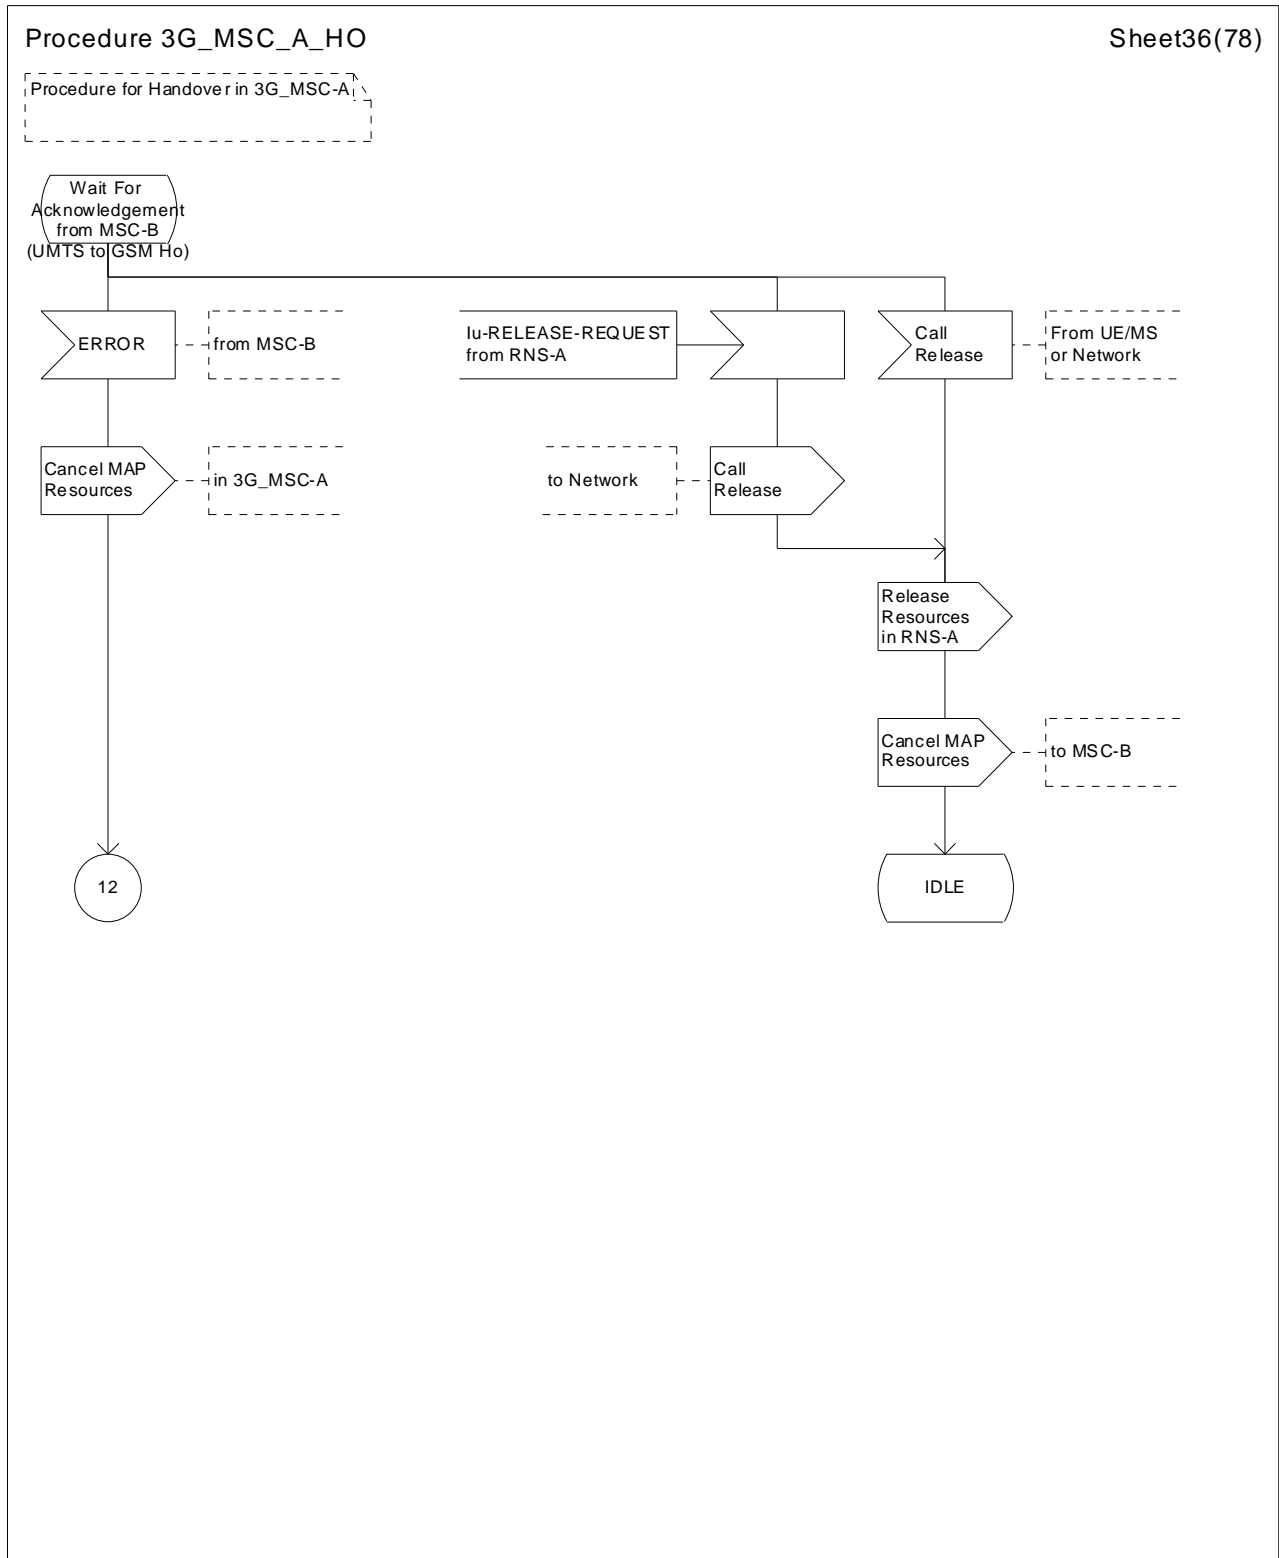 Procedure 3G_MSC_A_HO
Sheet36(78)
Procedure for Handover in 3G_MSC-A
Wait For
Acknowledgement
from MSC-B
(UMTS to GSM Ho)
ERROR
from MSC-B
Iu-RELEASE-REQUEST
from RNS-A
Call
Release
From UE/MS
or Network
Cancel MAP
Resources
in 3G_MSC-A
to Network
Call
Release
Release
Resources
in RNS-A
Cancel MAP
Resources
to MSC-B
12
IDLE